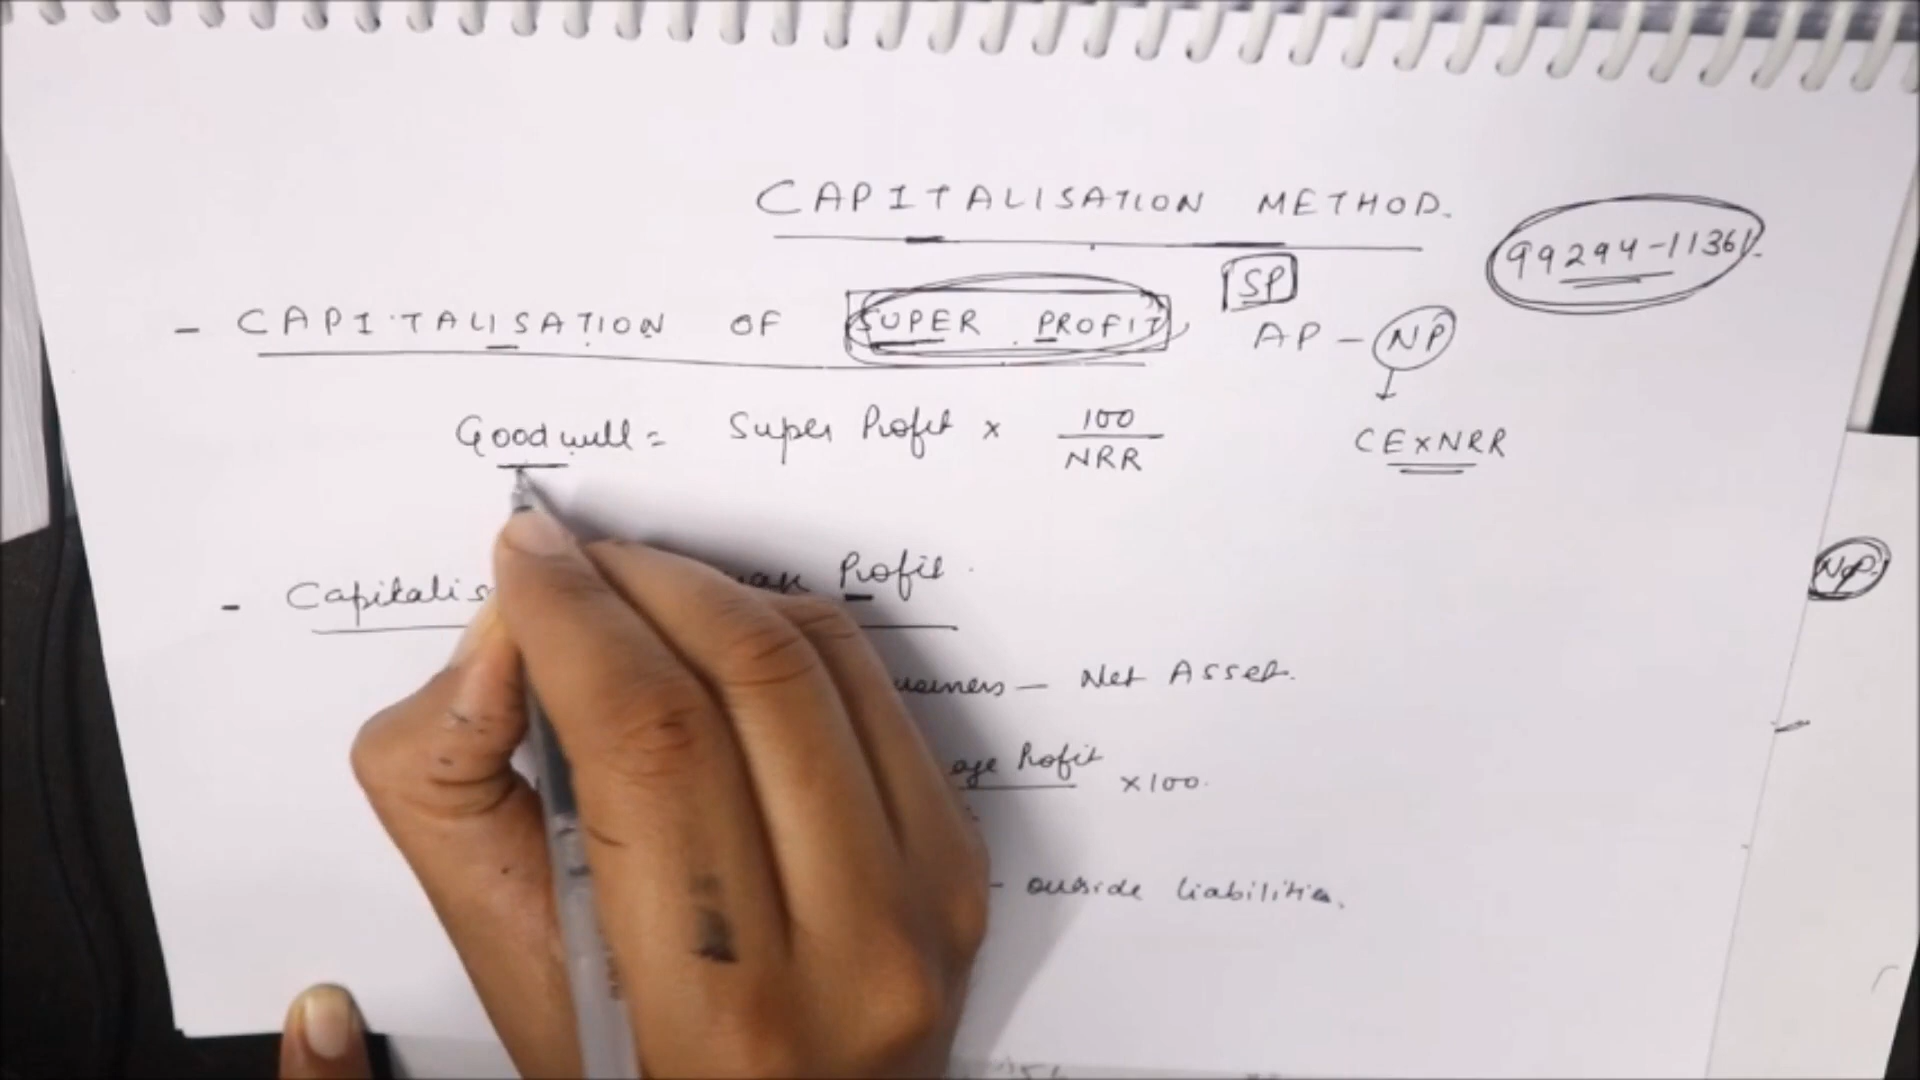 CAPITALISATION METHOD.
99294-11361.
- CAPITALISATION OF SUPER PROFIT
SP
AP - NP
Goodwill = Super Profit × 100
NRR
CE×NRR
- Profit.
Net Asset.
NP
Profit ×100.
- outside liabilities.